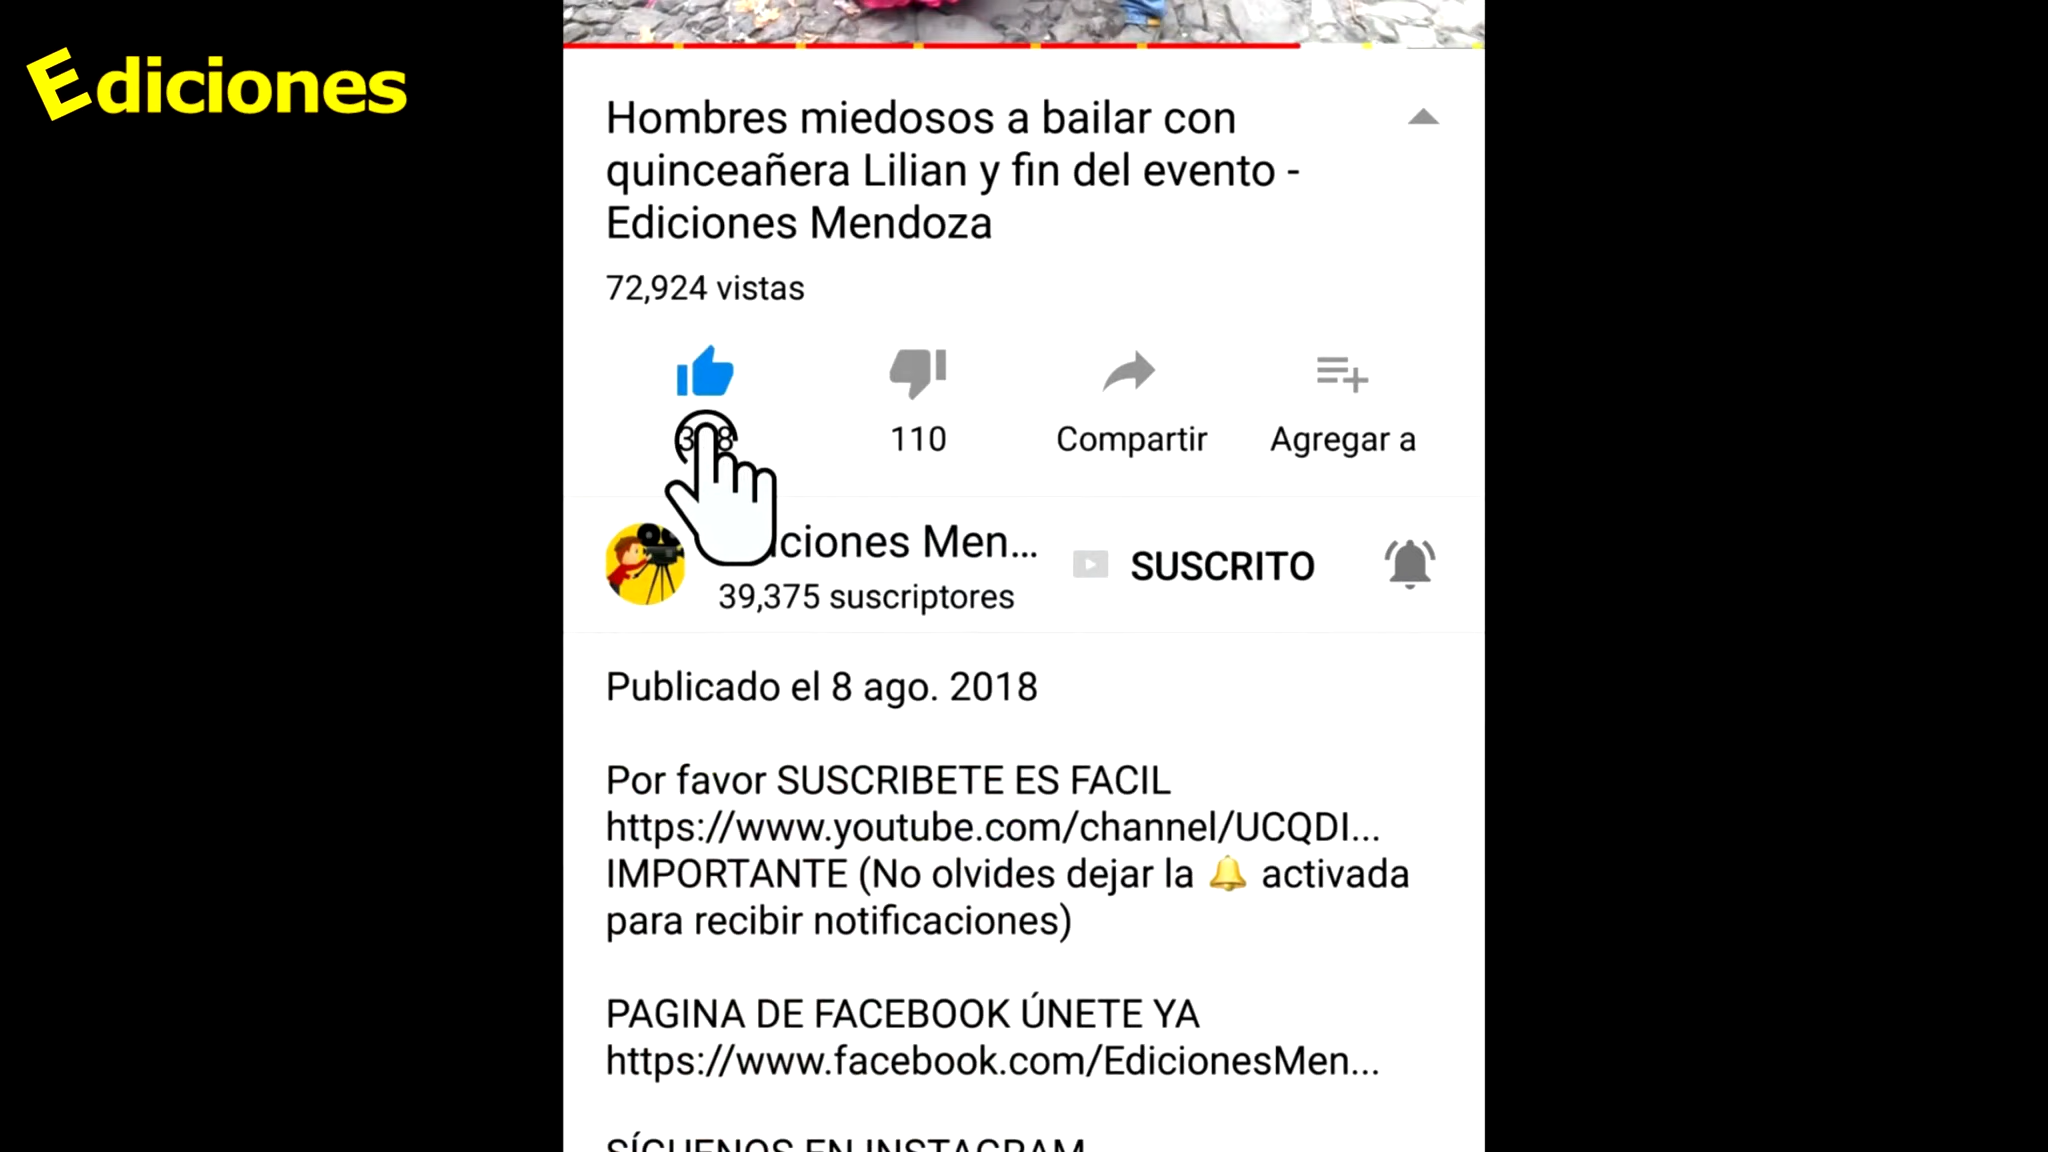 Ediciones
Hombres miedosos a bailar con
quinceañera Lilian y fin del evento -
Ediciones Mendoza
72,924 vistas
110
Compartir
Agregar a
ciones Men...
SUSCRITO
39,375 suscriptores
Publicado el 8 ago. 2018
Por favor SUSCRIBETE ES FACIL
https://www.youtube.com/channel/UCQDI...
IMPORTANTE (No olvides dejar la 🔔 activada
para recibir notificaciones)
PAGINA DE FACEBOOK ÚNETE YA
https://www.facebook.com/EdicionesMen...
SÍGUENOS EN INSTAGRAM